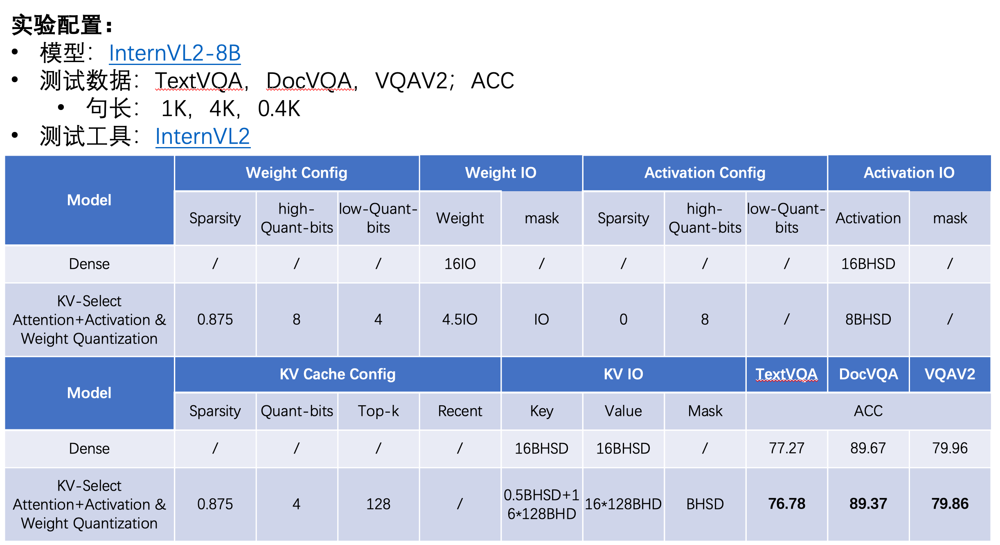 实验配置：
• 模型：InternVL2-8B
• 测试数据：TextVQA，DocVQA，VQAV2；ACC
• 句长： 1K，4K，0.4K
• 测试工具：InternVL2
Model Weight Config Weight IO Activation Config Activation IO
Sparsity high-Quant-bits low-Quant-bits Weight mask Sparsity high-Quant-bits low-Quant-bits Activation mask
Dense / / / 16IO / / / / 16BHSD /
KV-Select Attention+Activation & Weight Quantization 0.875 8 4 4.5IO IO 0 8 / 8BHSD /
Model KV Cache Config KV IO TextVQA DocVQA VQAV2
Sparsity Quant-bits Top-k Recent Key Value Mask ACC
Dense / / / / 16BHSD 16BHSD / 77.27 89.67 79.96
KV-Select Attention+Activation & Weight Quantization 0.875 4 128 / 0.5BHSD+16*128BHD 16*128BHD BHSD 76.78 89.37 79.86